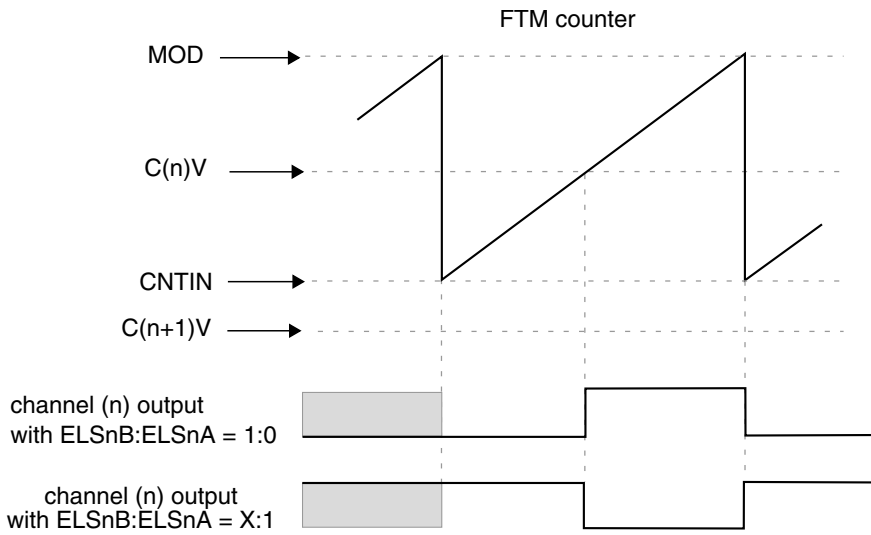 FTM counter
MOD
C(n)V
CNTIN
C(n+1)V
channel (n) output
with ELSnB:ELSnA = 1:0
channel (n) output
with ELSnB:ELSnA = X:1